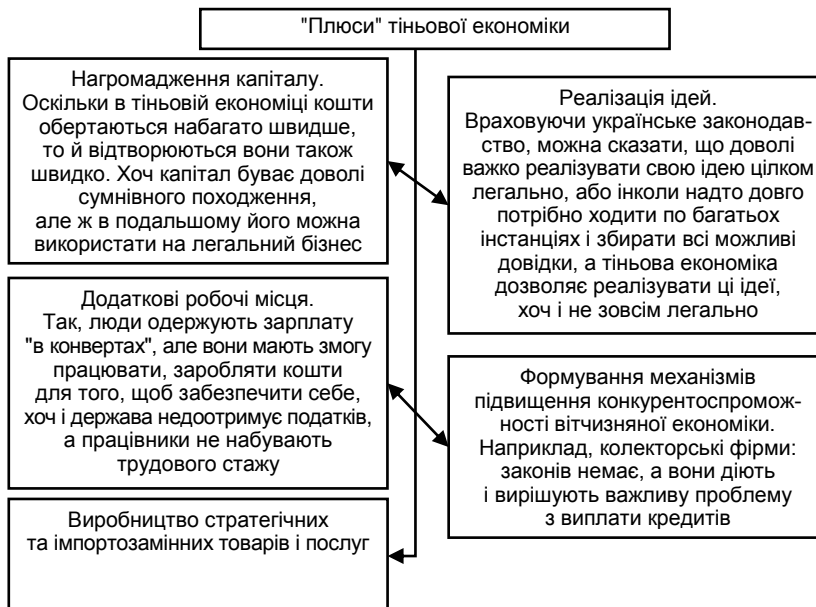 "Плюси" тіньової економіки
Нагромадження капіталу.
Оскільки в тіньовій економіці кошти
обертаються набагато швидше,
то й відтворюються вони також
швидко. Хоч капітал буває доволі
сумнівного походження,
але ж в подальшому його можна
використати на легальний бізнес
Реалізація ідей.
Враховуючи українське законодав-
ство, можна сказати, що доволі
важко реалізувати свою ідею цілком
легально, або інколи надто довго
потрібно ходити по багатьох
інстанціях і збирати всі можливі
довідки, а тіньова економіка
дозволяє реалізувати ці ідеї,
хоч і не зовсім легально
Додаткові робочі місця.
Так, люди одержують зарплату
"в конвертах", але вони мають змогу
працювати, заробляти кошти
для того, щоб забезпечити себе,
хоч і держава недоотримує податків,
а працівники не набувають
трудового стажу
Формування механізмів
підвищення конкурентоспромож-
ності вітчизняної економіки.
Наприклад, колекторські фірми:
законів немає, а вони діють
і вирішують важливу проблему
з виплати кредитів
Виробництво стратегічних
та імпортозамінних товарів і послуг